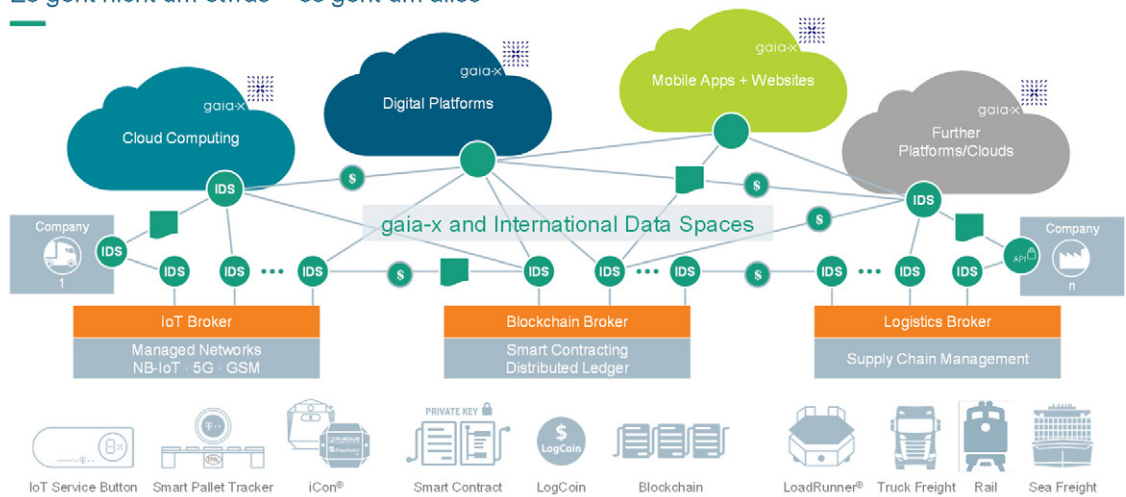 gaia-x
gaia-x
gaia-x
gaia-x
Cloud Computing
Digital Platforms
Mobile Apps + Websites
Further
Platforms/Clouds
IDS
$
$
IDS
$
gaia-x and International Data Spaces
Company
1
IDS
Company
n
API
IDS
IDS
IDS
$
IDS
IDS
IDS
$
IDS
IDS
IDS
IoT Broker
Blockchain Broker
Logistics Broker
Managed Networks
NB-IoT · 5G · GSM
Smart Contracting
Distributed Ledger
Supply Chain Management
PRIVATE KEY
$
LogCoin
IoT Service Button
Smart Pallet Tracker
iCon®
Smart Contract
LogCoin
Blockchain
LoadRunner®
Truck Freight
Rail
Sea Freight